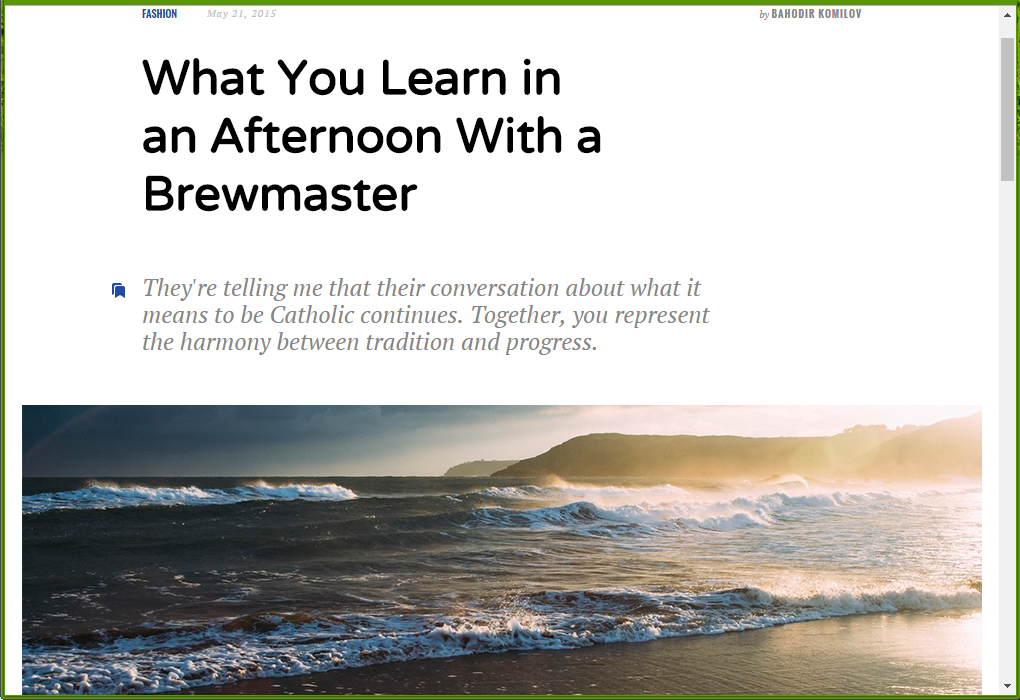 FASHION May 21, 2015 by BAHODIR KOMILOV
What You Learn in
an Afternoon With a
Brewmaster
They're telling me that their conversation about what it
means to be Catholic continues. Together, you represent
the harmony between tradition and progress.